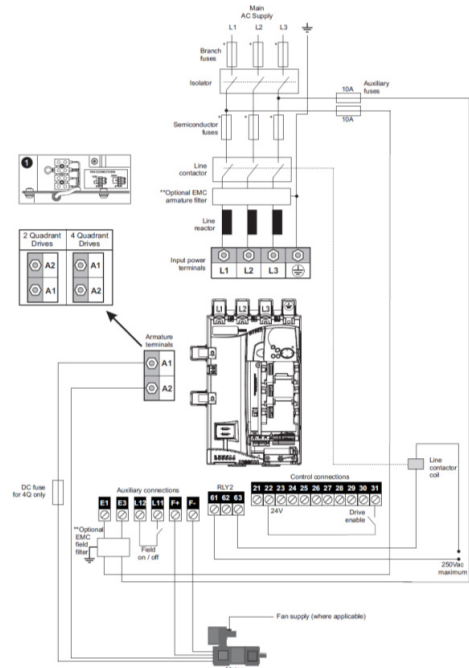 Main
AC Supply
L1 L2 L3
Branch
fuses
Isolator
10A
Auxiliary
fuses
10A
Semiconductor
fuses
Line
contactor
**Optional EMC
armature filter
Line
reactor
Input power
terminals
L1 L2 L3
1
2 Quadrant
Drives
4 Quadrant
Drives
A2 A1
A1 A2
Armature
terminals
A1
A2
L1 L2 L3
DC fuse
for 4Q only
Auxiliary connections
E1 E3 L12 L11 F+ F-
RLY2
61 62 63
Control connections
21 22 23 24 25 26 27 28 29 30 31
24V
Drive
enable
Line
contactor
coil
**Optional
EMC
field
filter
Field
on / off
250Vac
maximum
Fan supply (where applicable)